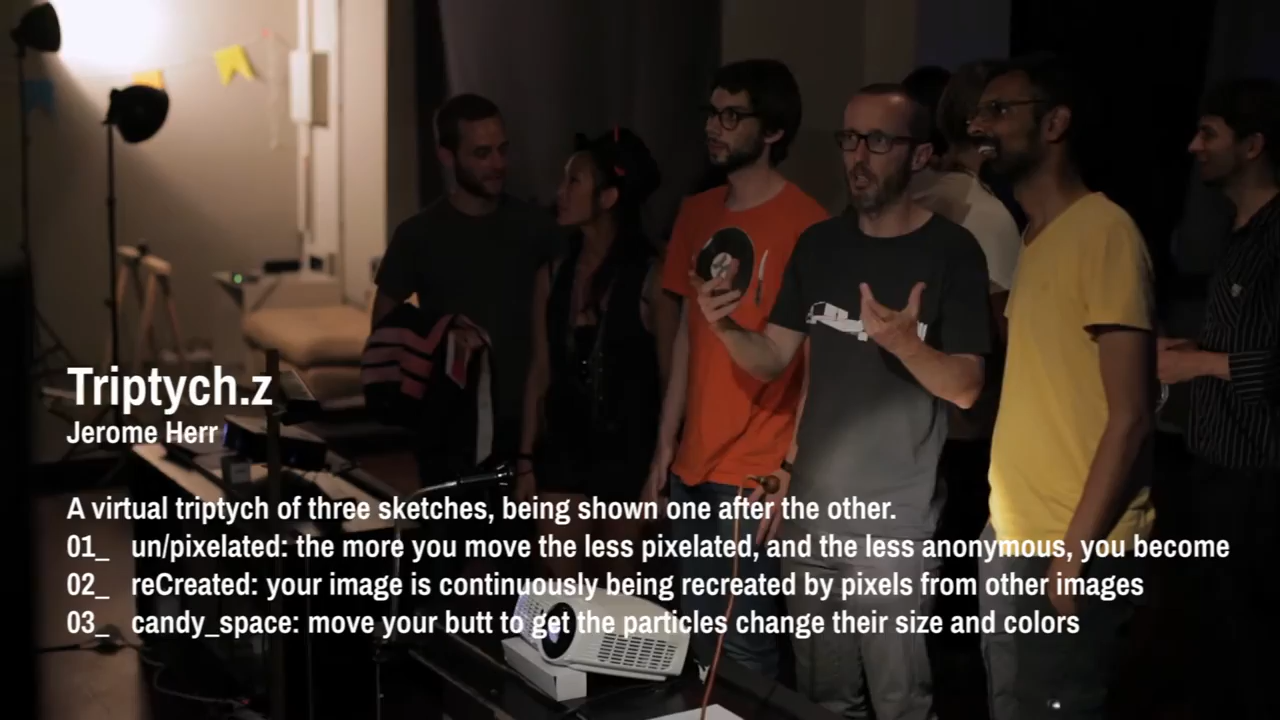 Triptych.z
Jerome Herr
A virtual triptych of three sketches, being shown one after the other.
01_ un/pixelated: the more you move the less pixelated, and the less anonymous, you become
02_ reCreated: your image is continuously being recreated by pixels from other images
03_ candy_space: move your butt to get the particles change their size and colors